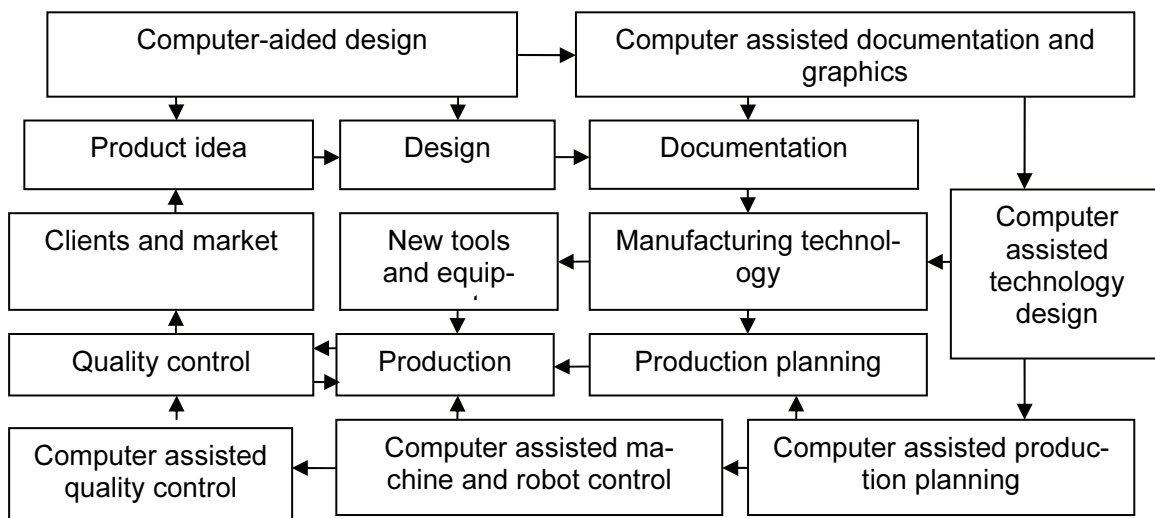 Computer-aided design
Computer assisted documentation and
graphics
Product idea
Design
Documentation
Clients and market
New tools
and equip-
Manufacturing technol-
ogy
Computer
assisted
technology
design
Quality control
Production
Production planning
Computer assisted
quality control
Computer assisted ma-
chine and robot control
Computer assisted produc-
tion planning